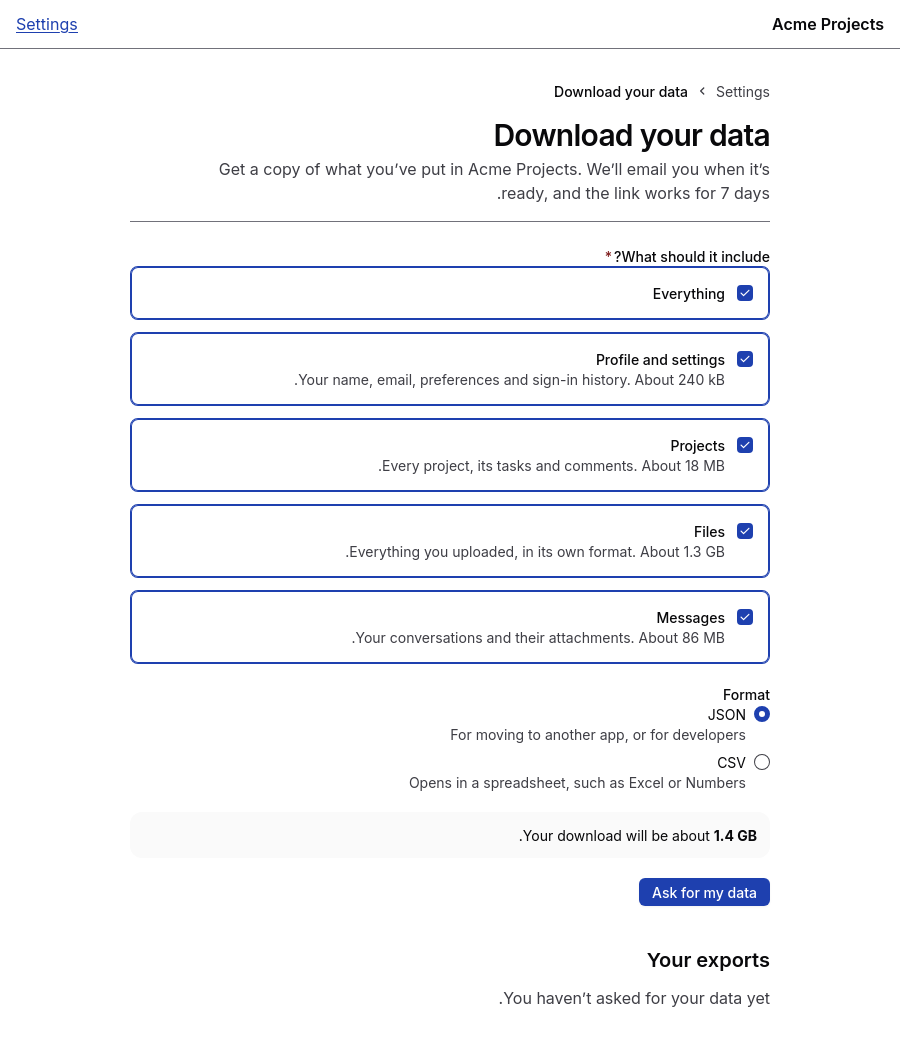 Acme Projects
Settings
Settings
Download your data
Download your data
Get a copy of what you’ve put in Acme Projects. We’ll email you when it’s
ready, and the link works for 7 days.
What should it include? *
Everything
Profile and settings
Your name, email, preferences and sign-in history. About 240 kB.
Projects
Every project, its tasks and comments. About 18 MB.
Files
Everything you uploaded, in its own format. About 1.3 GB.
Messages
Your conversations and their attachments. About 86 MB.
Format
JSON
For moving to another app, or for developers
CSV
Opens in a spreadsheet, such as Excel or Numbers
Your download will be about 1.4 GB.
Ask for my data
Your exports
You haven’t asked for your data yet.